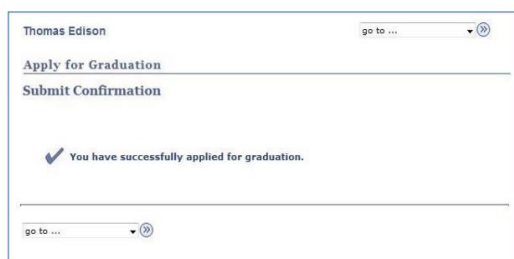 Thomas Edison
go to ...
Apply for Graduation
Submit Confirmation
You have successfully applied for graduation.
go to ...